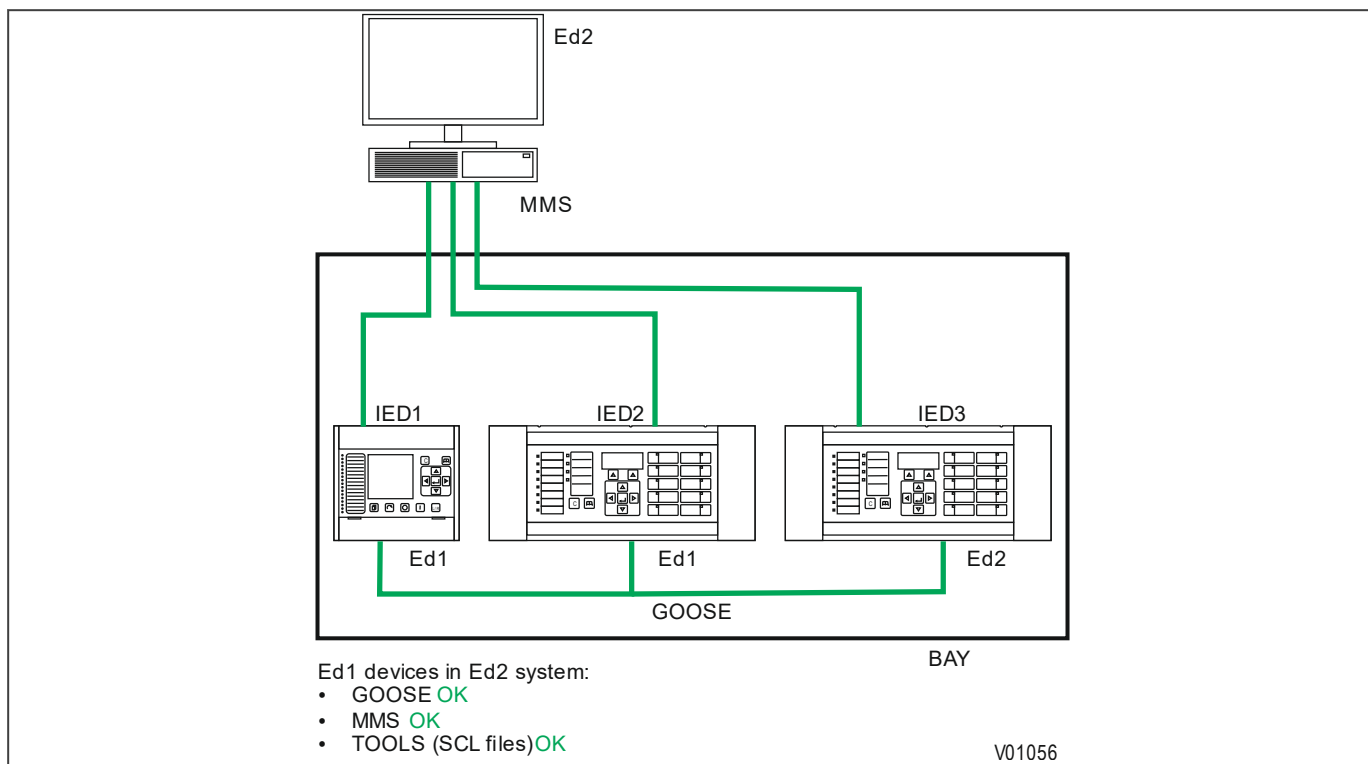 Ed2
MMS
IED1
IED2
IED3
Ed1
Ed1
Ed2
GOOSE
BAY
Ed1 devices in Ed2 system:
• GOOSE OK
• MMS OK
• TOOLS (SCL files)OK
V01056